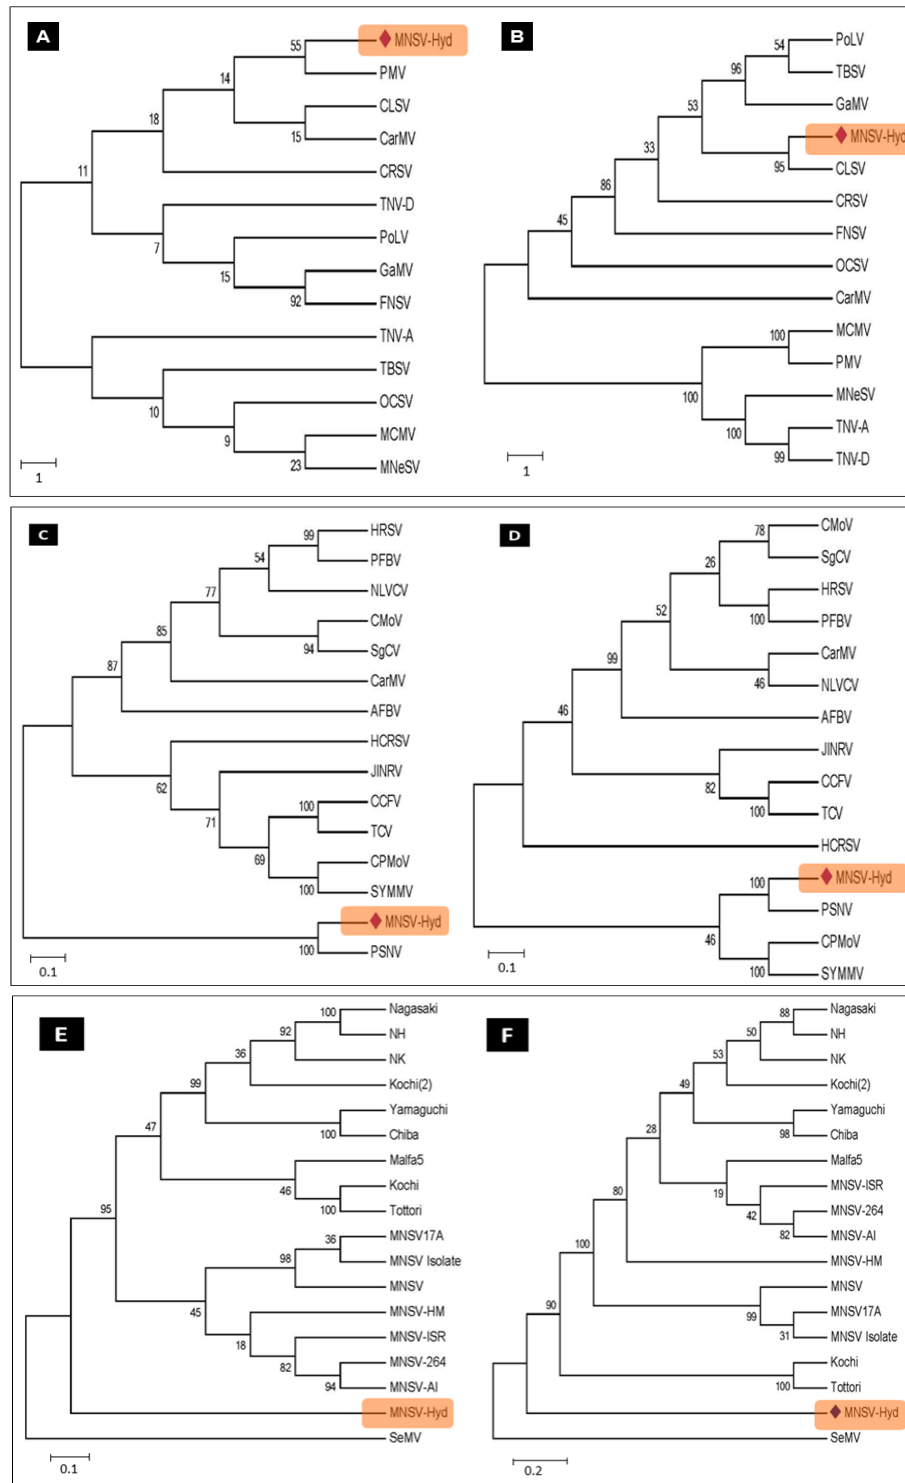 A
55
MNSV-Hyd
PMV
14
CLSV
15
CarMV
18
CRSV
11
TNV-D
7
PoLV
15
GaMV
92
FNSV
TNV-A
TBSV
10
OCSV
9
MCMV
23
MNeSV
1
B
54
PoLV
TBSV
96
GaMV
53
MNSV-Hyd
95
CLSV
33
CRSV
86
FNSV
45
OCSV
CarMV
100
MCMV
PMV
100
MNeSV
100
TNV-A
99
TNV-D
1
C
99
HRSV
PFBV
54
NLVCV
77
CMoV
94
SgCV
85
CarMV
87
AFBV
HCRSV
62
JINRV
71
100
CCFV
TCV
69
CPMoV
100
SYMMV
MNSV-Hyd
100
PSNV
0.1
D
78
CMoV
SgCV
26
HRSV
100
PFBV
52
CarMV
46
NLVCV
99
AFBV
46
JINRV
82
CCFV
100
TCV
HCRSV
100
MNSV-Hyd
PSNV
46
CPMoV
100
SYMMV
0.1
E
100
Nagasaki
NH
92
NK
36
Kochi(2)
99
Yamaguchi
100
Chiba
47
Malfa5
46
Kochi
100
Tottori
95
36
MNSV17A
MNSV Isolate
98
MNSV
45
MNSV-HM
18
MNSV-ISR
82
MNSV-264
94
MNSV-Al
MNSV-Hyd
SeMV
0.1
F
88
Nagasaki
NH
50
NK
53
Kochi(2)
49
Yamaguchi
98
Chiba
28
Malfa5
19
MNSV-ISR
42
MNSV-264
82
MNSV-Al
80
MNSV-HM
100
MNSV
99
MNSV17A
31
MNSV Isolate
90
Kochi
100
Tottori
MNSV-Hyd
SeMV
0.2